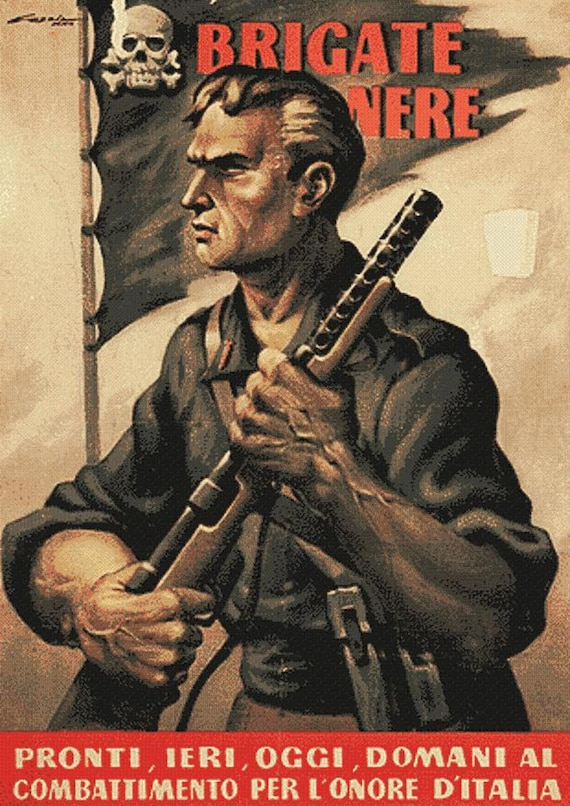 BRIGATE
NERE
PRONTI, IERI, OGGI, DOMANI AL
COMBATTIMENTO PER L'ONORE D'ITALIA